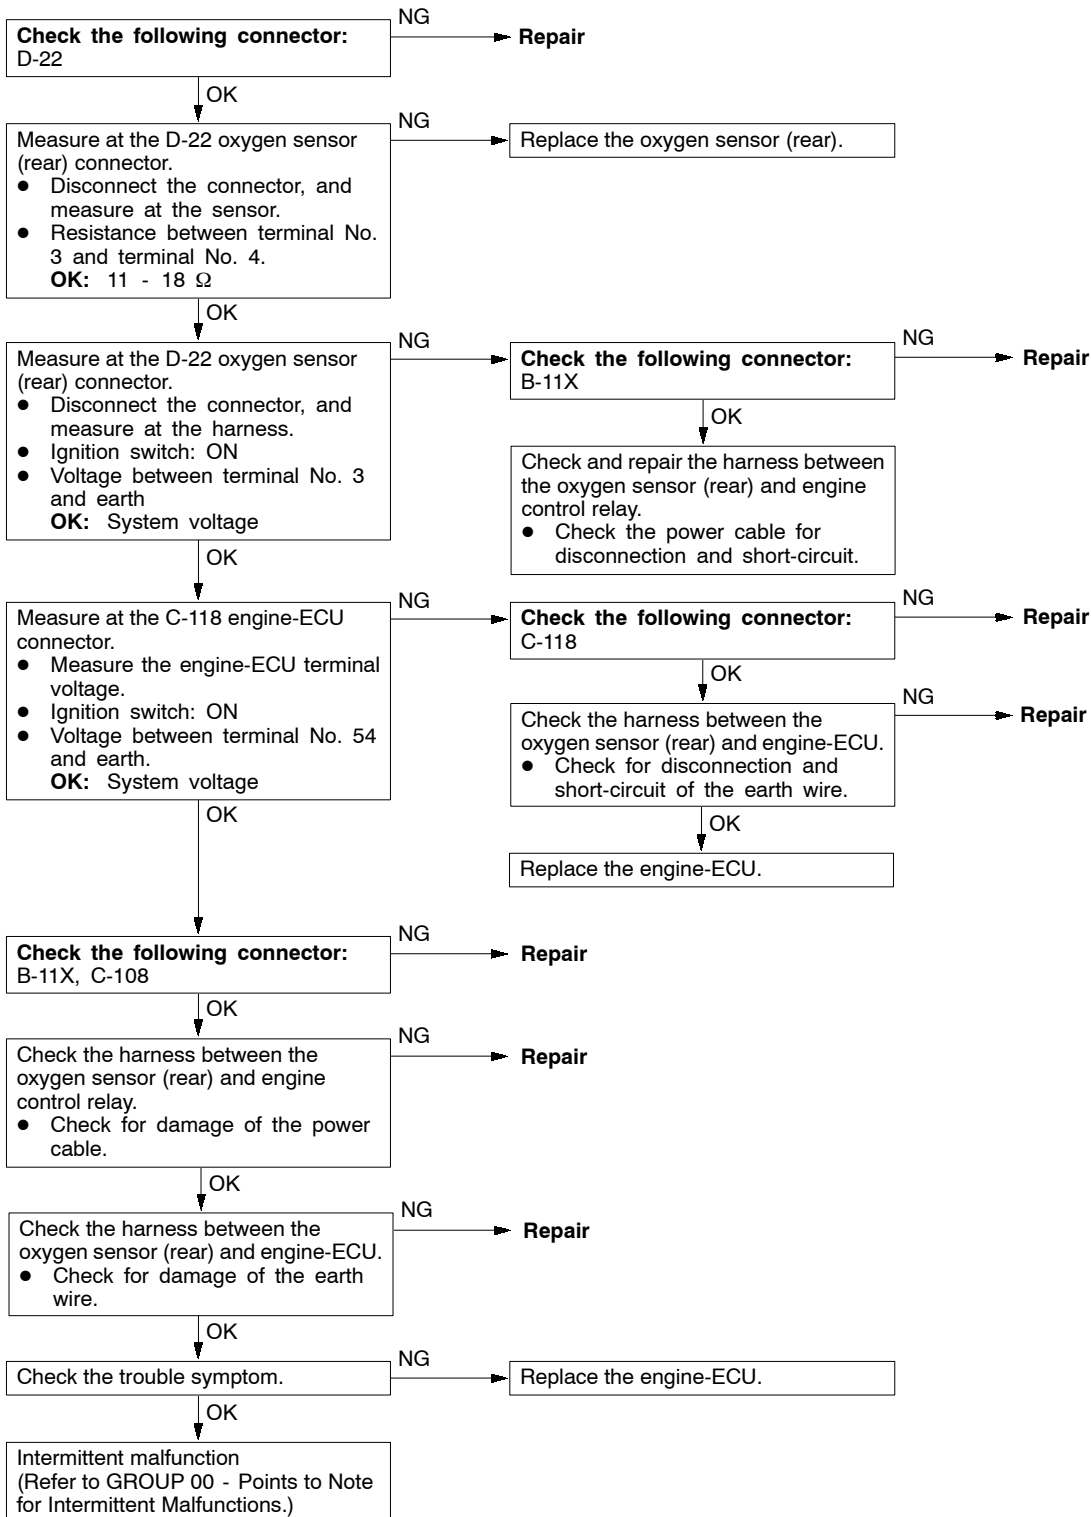 NG
Check the following connector:
D-22
Repair
OK
Measure at the D-22 oxygen sensor
(rear) connector.
● Disconnect the connector, and
measure at the sensor.
● Resistance between terminal No.
3 and terminal No. 4.
OK: 11 - 18 Ω
NG
Replace the oxygen sensor (rear).
OK
Measure at the D-22 oxygen sensor
(rear) connector.
● Disconnect the connector, and
measure at the harness.
● Ignition switch: ON
● Voltage between terminal No. 3
and earth
OK: System voltage
NG
Check the following connector:
B-11X
NG
Repair
OK
Check and repair the harness between
the oxygen sensor (rear) and engine
control relay.
● Check the power cable for
disconnection and short-circuit.
OK
Measure at the C-118 engine-ECU
connector.
● Measure the engine-ECU terminal
voltage.
● Ignition switch: ON
● Voltage between terminal No. 54
and earth.
OK: System voltage
NG
Check the following connector:
C-118
NG
Repair
OK
Check the harness between the
oxygen sensor (rear) and engine-ECU.
● Check for disconnection and
short-circuit of the earth wire.
NG
Repair
OK
Replace the engine-ECU.
OK
Check the following connector:
B-11X, C-108
NG
Repair
OK
Check the harness between the
oxygen sensor (rear) and engine
control relay.
● Check for damage of the power
cable.
NG
Repair
OK
Check the harness between the
oxygen sensor (rear) and engine-ECU.
● Check for damage of the earth
wire.
NG
Repair
OK
Check the trouble symptom.
NG
Replace the engine-ECU.
OK
Intermittent malfunction
(Refer to GROUP 00 - Points to Note
for Intermittent Malfunctions.)